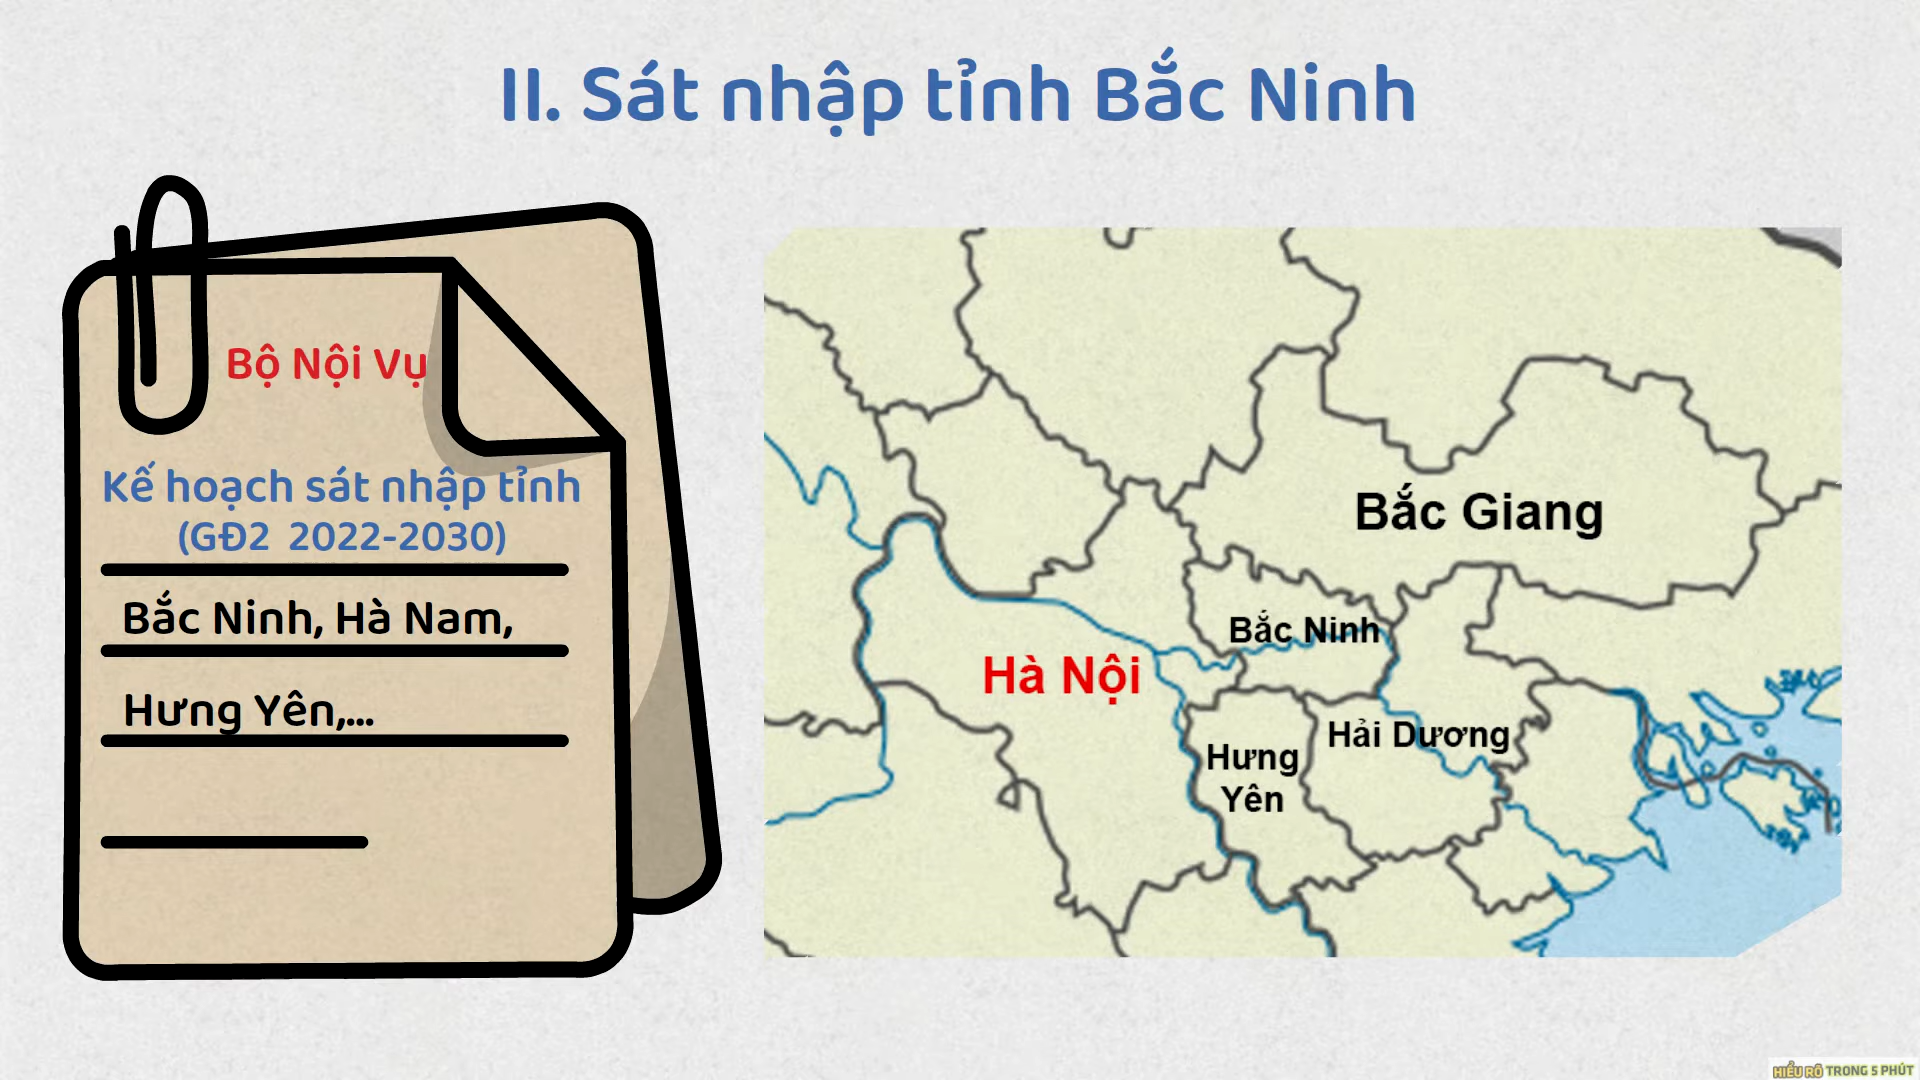 II. Sát nhập tỉnh Bắc Ninh
Bộ Nội Vụ
Kế hoạch sát nhập tỉnh
(GĐ2 2022-2030)
Bắc Ninh, Hà Nam,
Hưng Yên,...
Bắc Giang
Bắc Ninh
Hà Nội
Hải Dương
Hưng
Yên
HIỂU RÕ TRONG 5 PHÚT